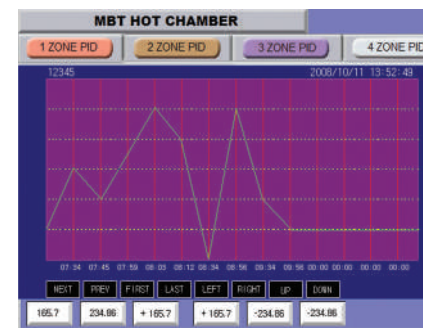 MBT HOT CHAMBER
1 ZONE PID 2 ZONE PID 3 ZONE PID 4 ZONE PID
12345 2008/10/11 13:52:49
07:34 07:45 07:59 08:03 08:12 08:34 08:56 09:34 09:56 00:00 00:00 00:00 00:00
NEXT PREV FIRST LAST LEFT RIGHT UP DOWN
165.7 234.86 + 165.7 + 165.7 -234.86 -234.86